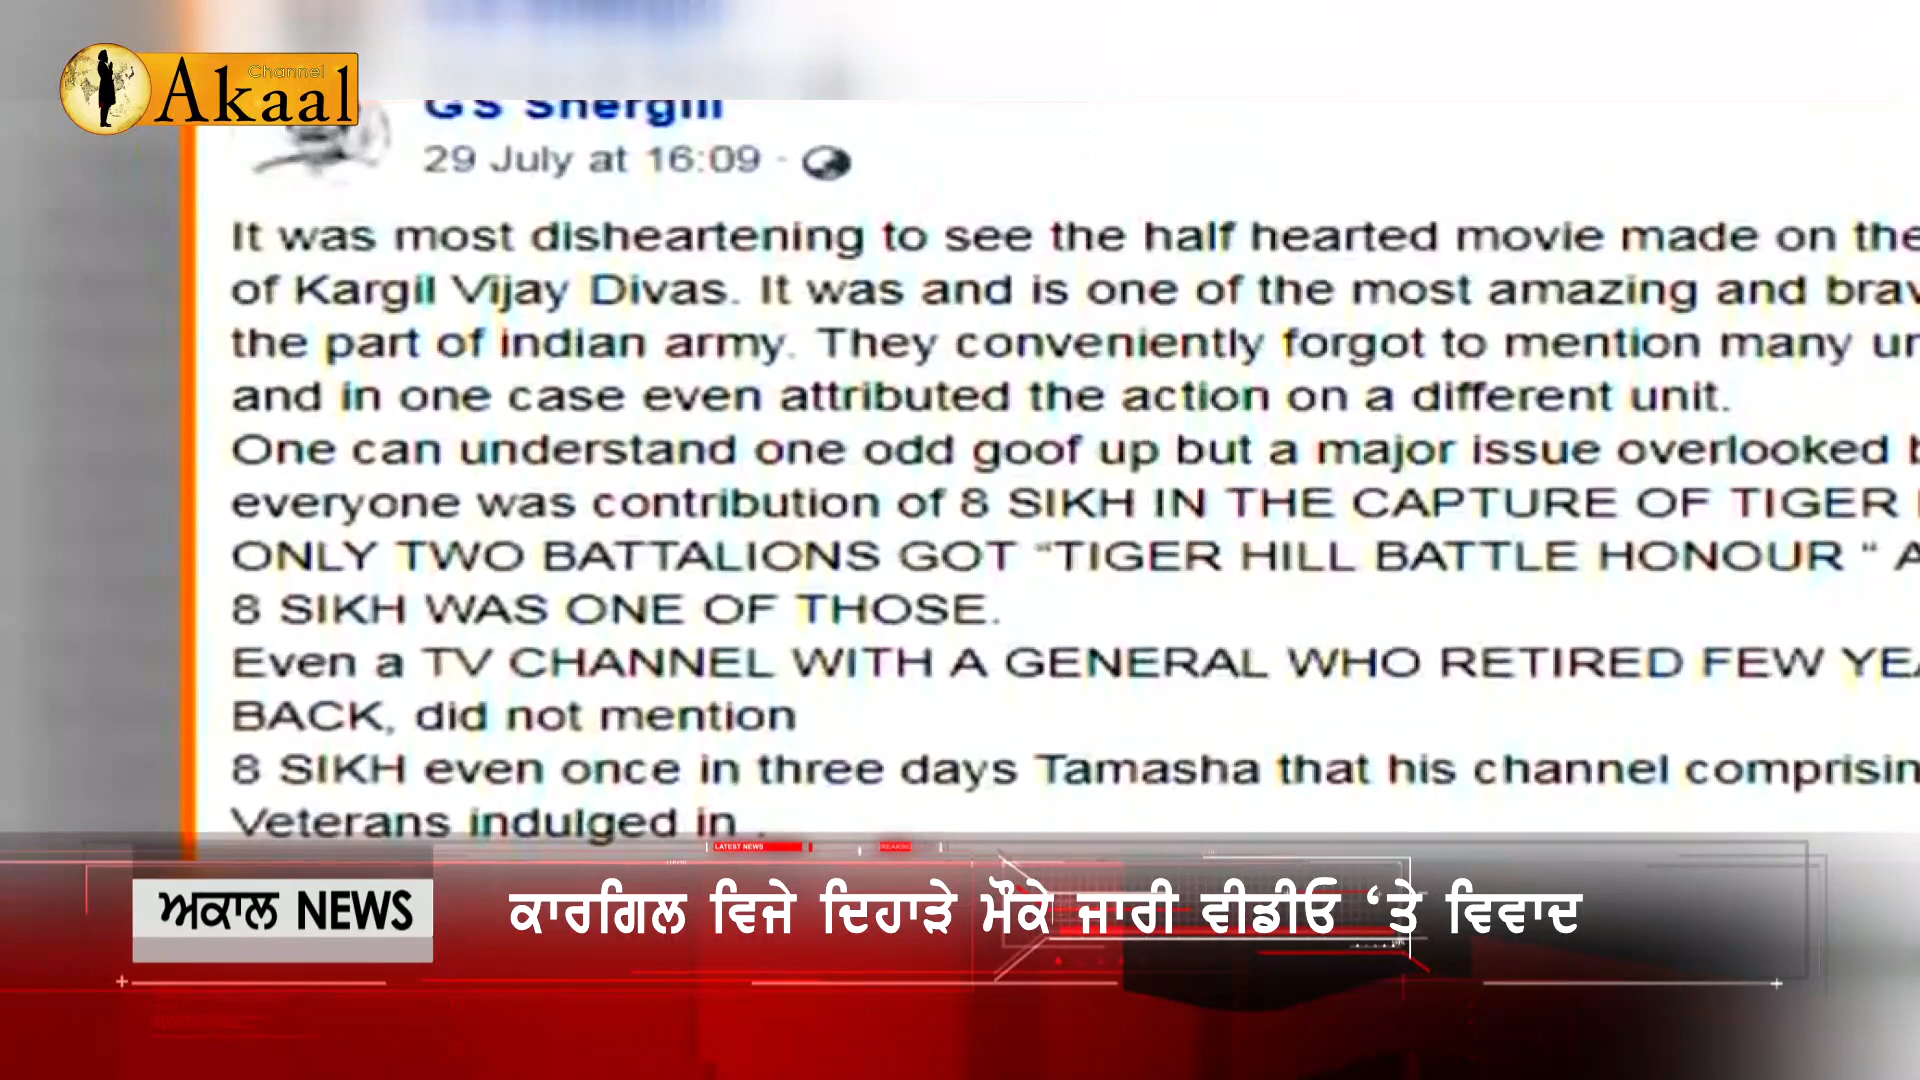 Channel
Akaal
GS Shergill
29 July at 16:09 ·
It was most disheartening to see the half hearted movie made on the
of Kargil Vijay Divas. It was and is one of the most amazing and
the part of indian army. They conveniently forgot to mention many
and in one case even attributed the action on a different unit.
One can understand one odd goof up but a major issue overlooked
everyone was contribution of 8 SIKH IN THE CAPTURE OF TIGER
ONLY TWO BATTALIONS GOT “TIGER HILL BATTLE HONOUR “
8 SIKH WAS ONE OF THOSE.
Even a TV CHANNEL WITH A GENERAL WHO RETIRED FEW
BACK, did not mention
8 SIKH even once in three days Tamasha that his channel
Veterans indulged in .
LATEST NEWS
ਅਕਾਲ NEWS
ਕਾਰਗਿਲ ਵਿਜੇ ਦਿਹਾੜੇ ਮੌਕੇ ਜਾਰੀ ਵੀਡੀਓ ‘ਤੇ ਵਿਵਾਦ